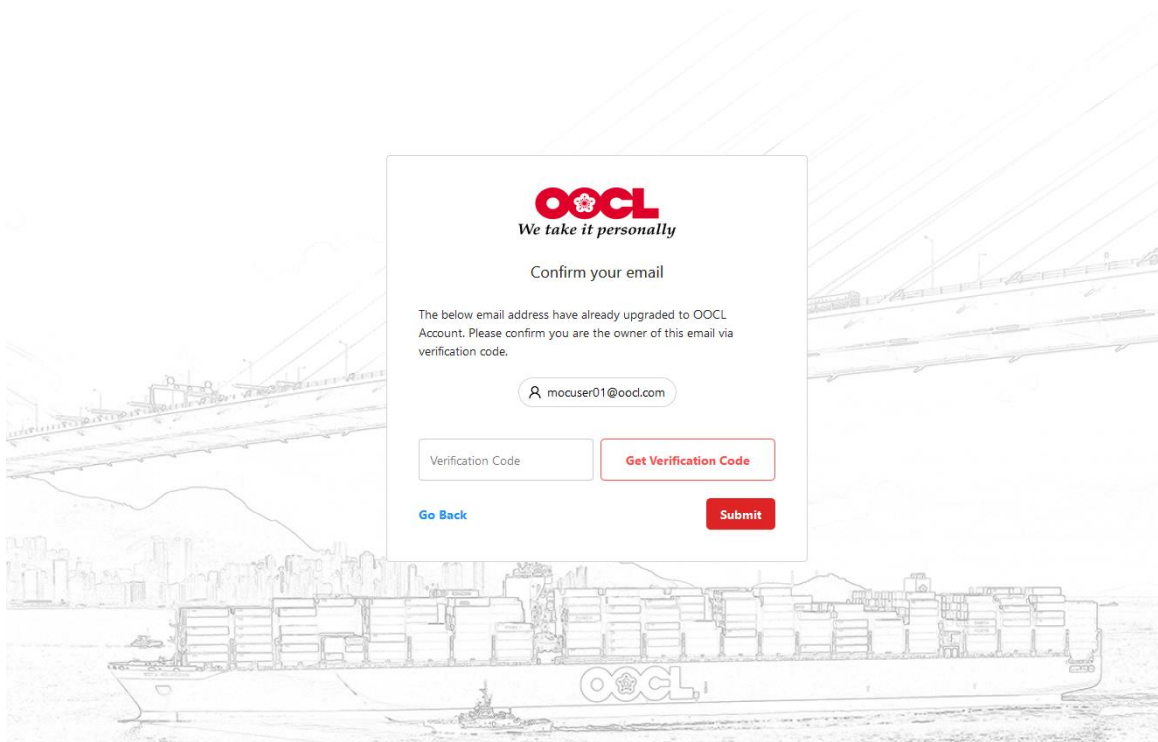 OOCL
We take it personally
Confirm your email
The below email address have already upgraded to OOCL
Account. Please confirm you are the owner of this email via
verification code.
mocuser01@oocl.com
Verification Code
Get Verification Code
Go Back
Submit
OOCL